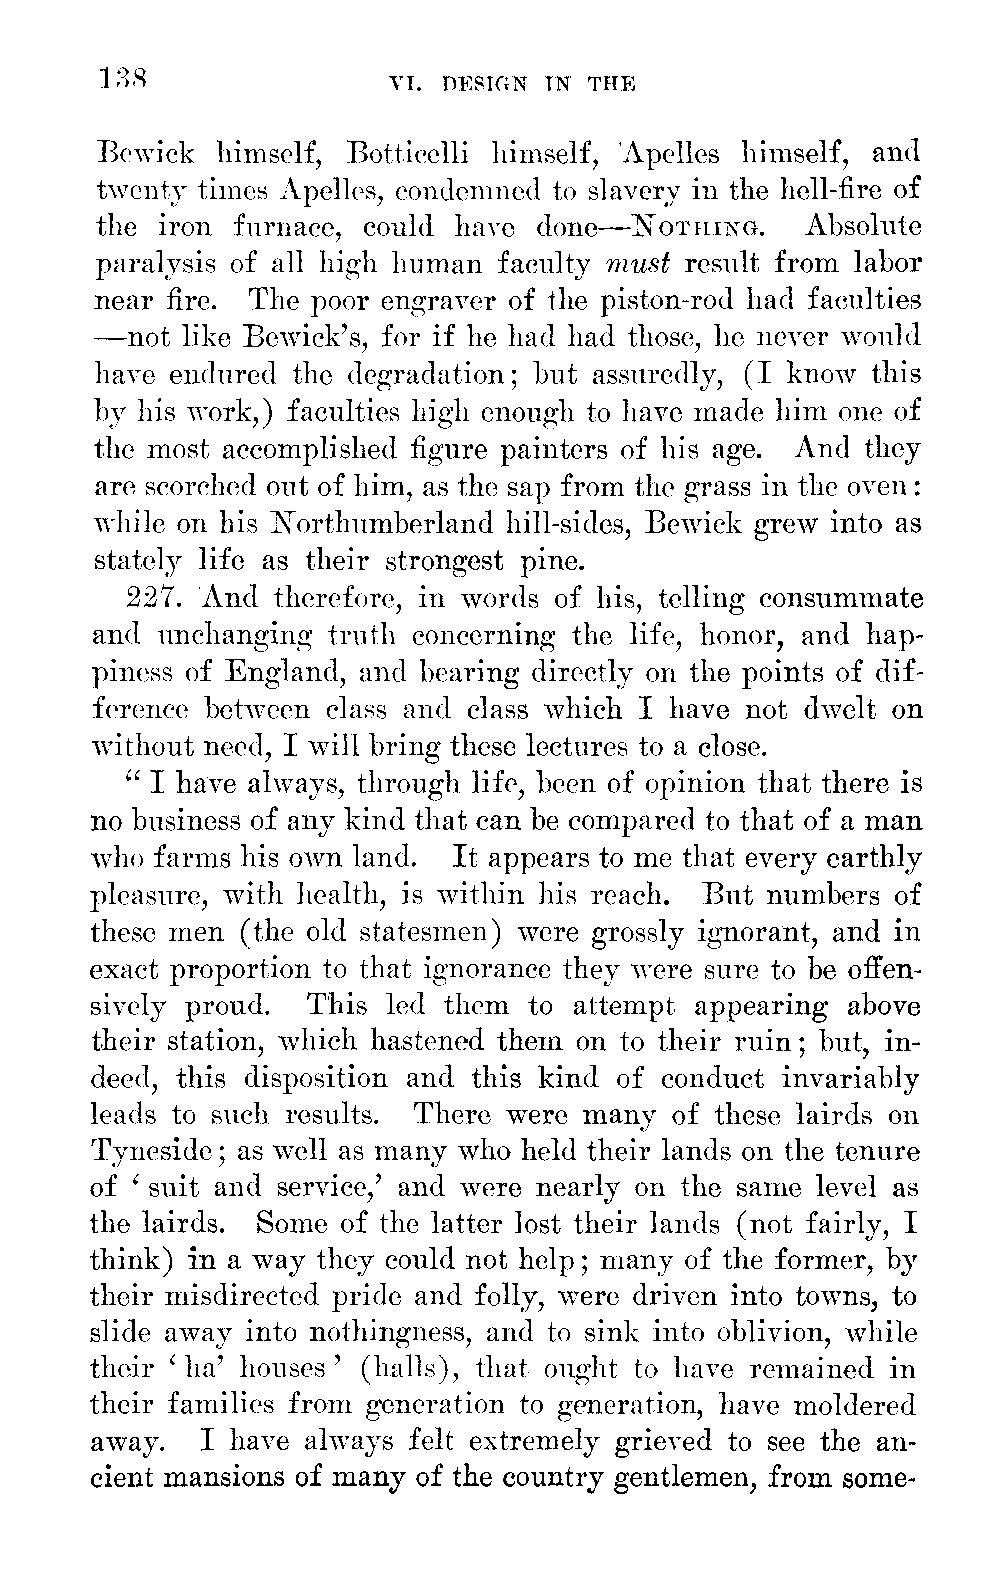 138 VI. DESIGN IN THE
Bewick himself, Botticelli himself, Apelles himself, and
twenty times Apelles, condemned to slavery in the hell-fire of
the iron furnace, could have done—NOTHING. Absolute
paralysis of all high human faculty must result from labor
near fire. The poor engraver of the piston-rod had faculties
—not like Bewick's, for if he had had those, he never would
have endured the degradation; but assuredly, (I know this
by his work,) faculties high enough to have made him one of
the most accomplished figure painters of his age. And they
are scorched out of him, as the sap from the grass in the oven:
while on his Northumberland hill-sides, Bewick grew into as
stately life as their strongest pine.
227. And therefore, in words of his, telling consummate
and unchanging truth concerning the life, honor, and hap-
piness of England, and bearing directly on the points of dif-
ference between class and class which I have not dwelt on
without need, I will bring these lectures to a close.
“ I have always, through life, been of opinion that there is
no business of any kind that can be compared to that of a man
who farms his own land. It appears to me that every earthly
pleasure, with health, is within his reach. But numbers of
these men (the old statesmen) were grossly ignorant, and in
exact proportion to that ignorance they were sure to be offen-
sively proud. This led them to attempt appearing above
their station, which hastened them on to their ruin; but, in-
deed, this disposition and this kind of conduct invariably
leads to such results. There were many of these lairds on
Tyneside; as well as many who held their lands on the tenure
of ‘ suit and service,’ and were nearly on the same level as
the lairds. Some of the latter lost their lands (not fairly, I
think) in a way they could not help; many of the former, by
their misdirected pride and folly, were driven into towns, to
slide away into nothingness, and to sink into oblivion, while
their ‘ ha’ houses ’ (halls), that ought to have remained in
their families from generation to generation, have moldered
away. I have always felt extremely grieved to see the an-
cient mansions of many of the country gentlemen, from some-